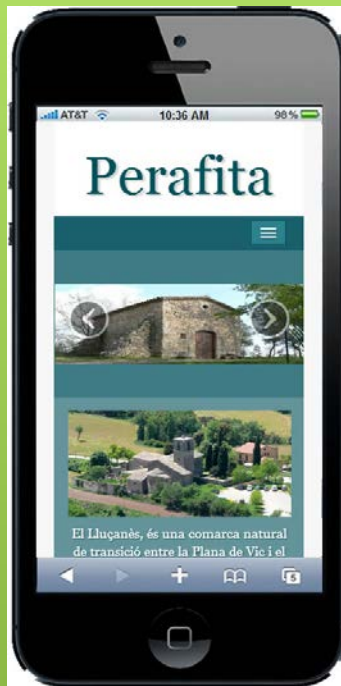 AT&T 10:36 AM 98%
Perafita
El Lluçanès, és una comarca natural
de transició entre la Plana de Vic i el
5